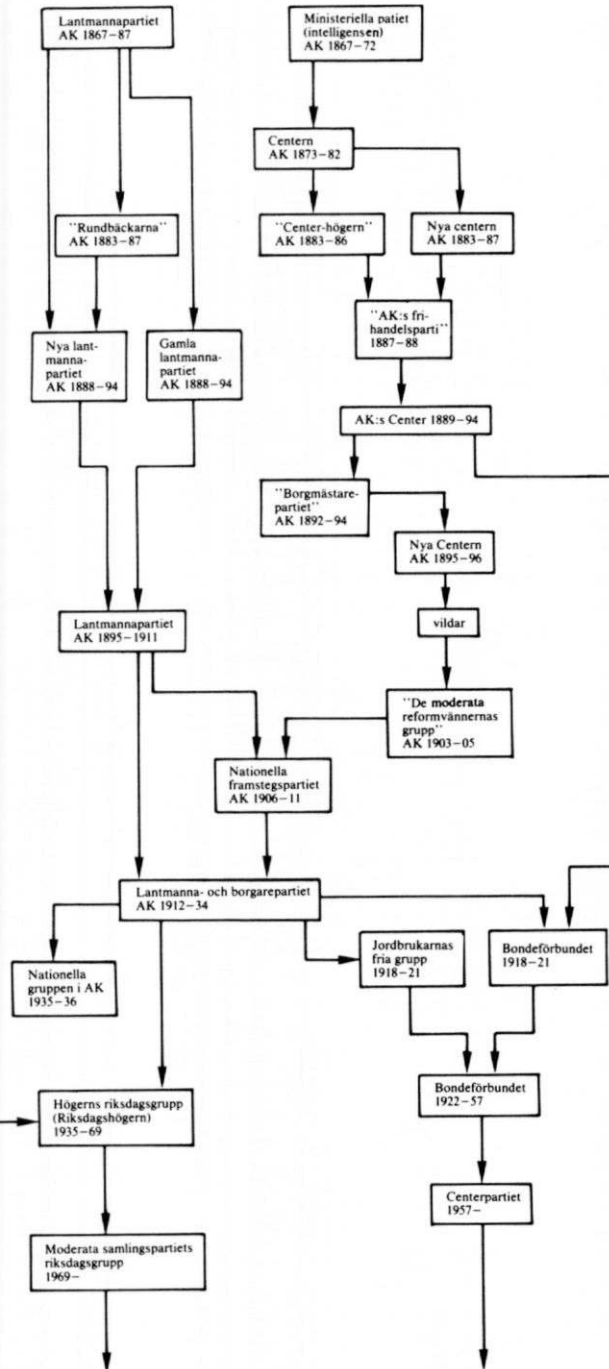 Lantmannapartiet
AK 1867–87
Ministeriella patiet
(intelligensen)
AK 1867–72
Centern
AK 1873–82
"Rundbäckarna"
AK 1883–87
"Center-högern"
AK 1883–86
Nya centern
AK 1883–87
"AK:s fri-
handelsparti"
1887–88
Nya lant-
manna-
partiet
AK 1888–94
Gamla
lantmanna-
partiet
AK 1888–94
AK:s Center 1889–94
"Borgmästare-
partiet"
AK 1892–94
Nya Centern
AK 1895–96
Lantmannapartiet
AK 1895–1911
vildar
"De moderata
reformvännernas
grupp"
AK 1903–05
Nationella
framstegspartiet
AK 1906–11
Lantmanna- och borgarepartiet
AK 1912–34
Nationella
gruppen i AK
1935–36
Jordbrukarnas
fria grupp
1918–21
Bondeförbundet
1918–21
Högerns riksdagsgrupp
(Riksdagshögern)
1935–69
Bondeförbundet
1922–57
Centerpartiet
1957–
Moderata samlingspartiets
riksdagsgrupp
1969–